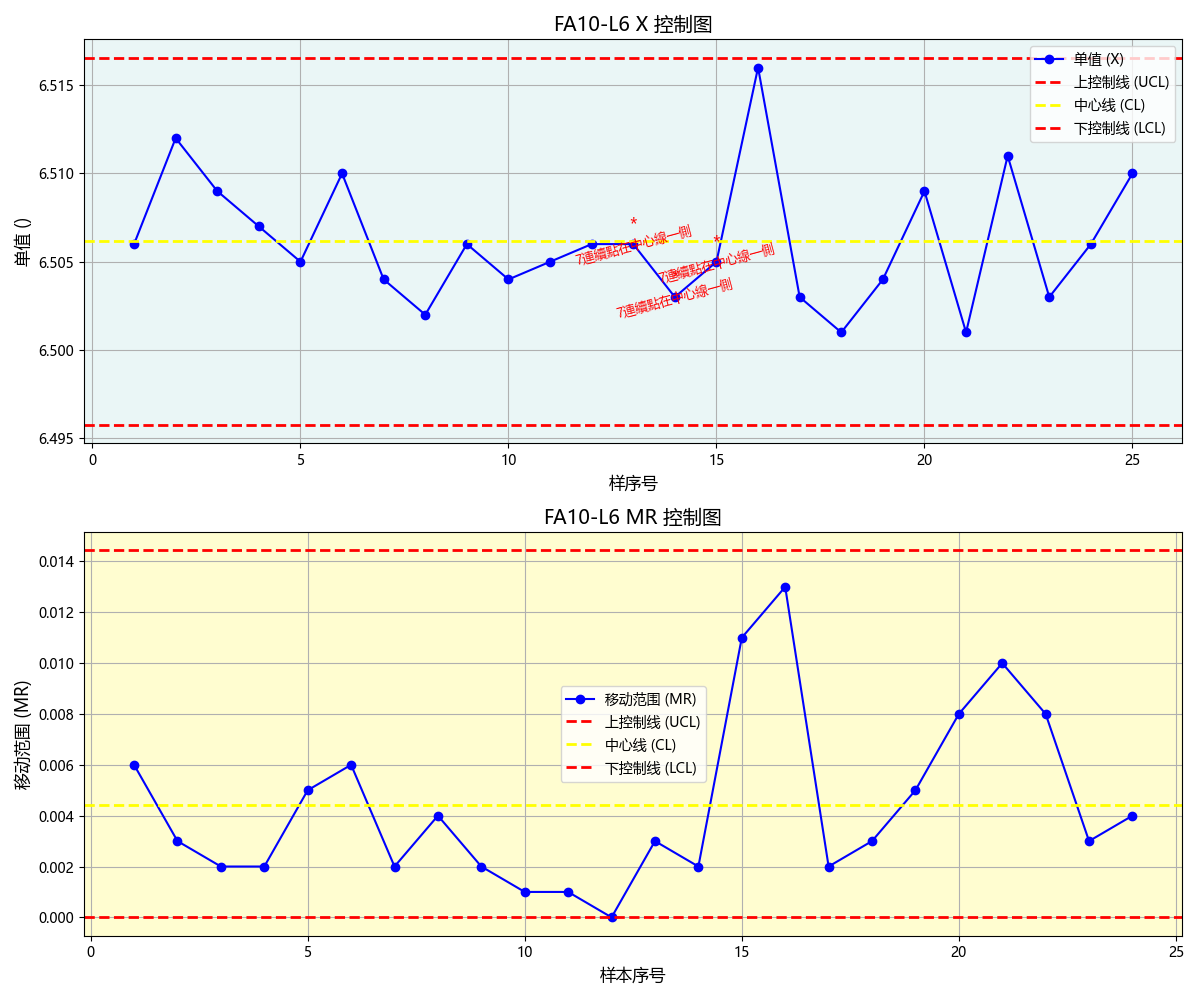 FA10-L6 X 控制图
单值 ()
6.515
6.510
6.505
6.500
6.495
单值 (X)
上控制线 (UCL)
中心线 (CL)
下控制线 (LCL)
*
7連續點在中心線一側
*
7連續點在中心線一側
*
7連續點在中心線一側
0
5
10
15
20
25
样序号
FA10-L6 MR 控制图
移动范围 (MR)
0.014
0.012
0.010
0.008
0.006
0.004
0.002
0.000
移动范围 (MR)
上控制线 (UCL)
中心线 (CL)
下控制线 (LCL)
0
5
10
15
20
25
样本序号